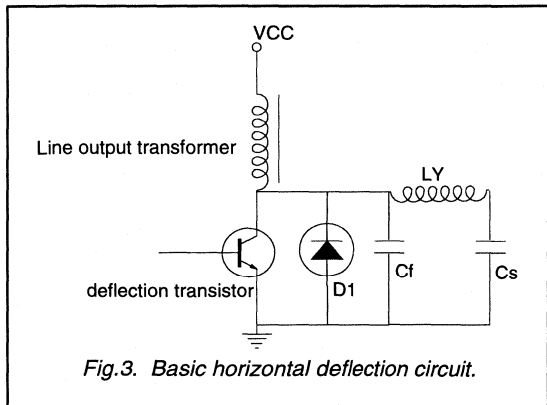 VCC
Line output transformer
LY
deflection transistor
D1
Cf
Cs
Fig.3. Basic horizontal deflection circuit.